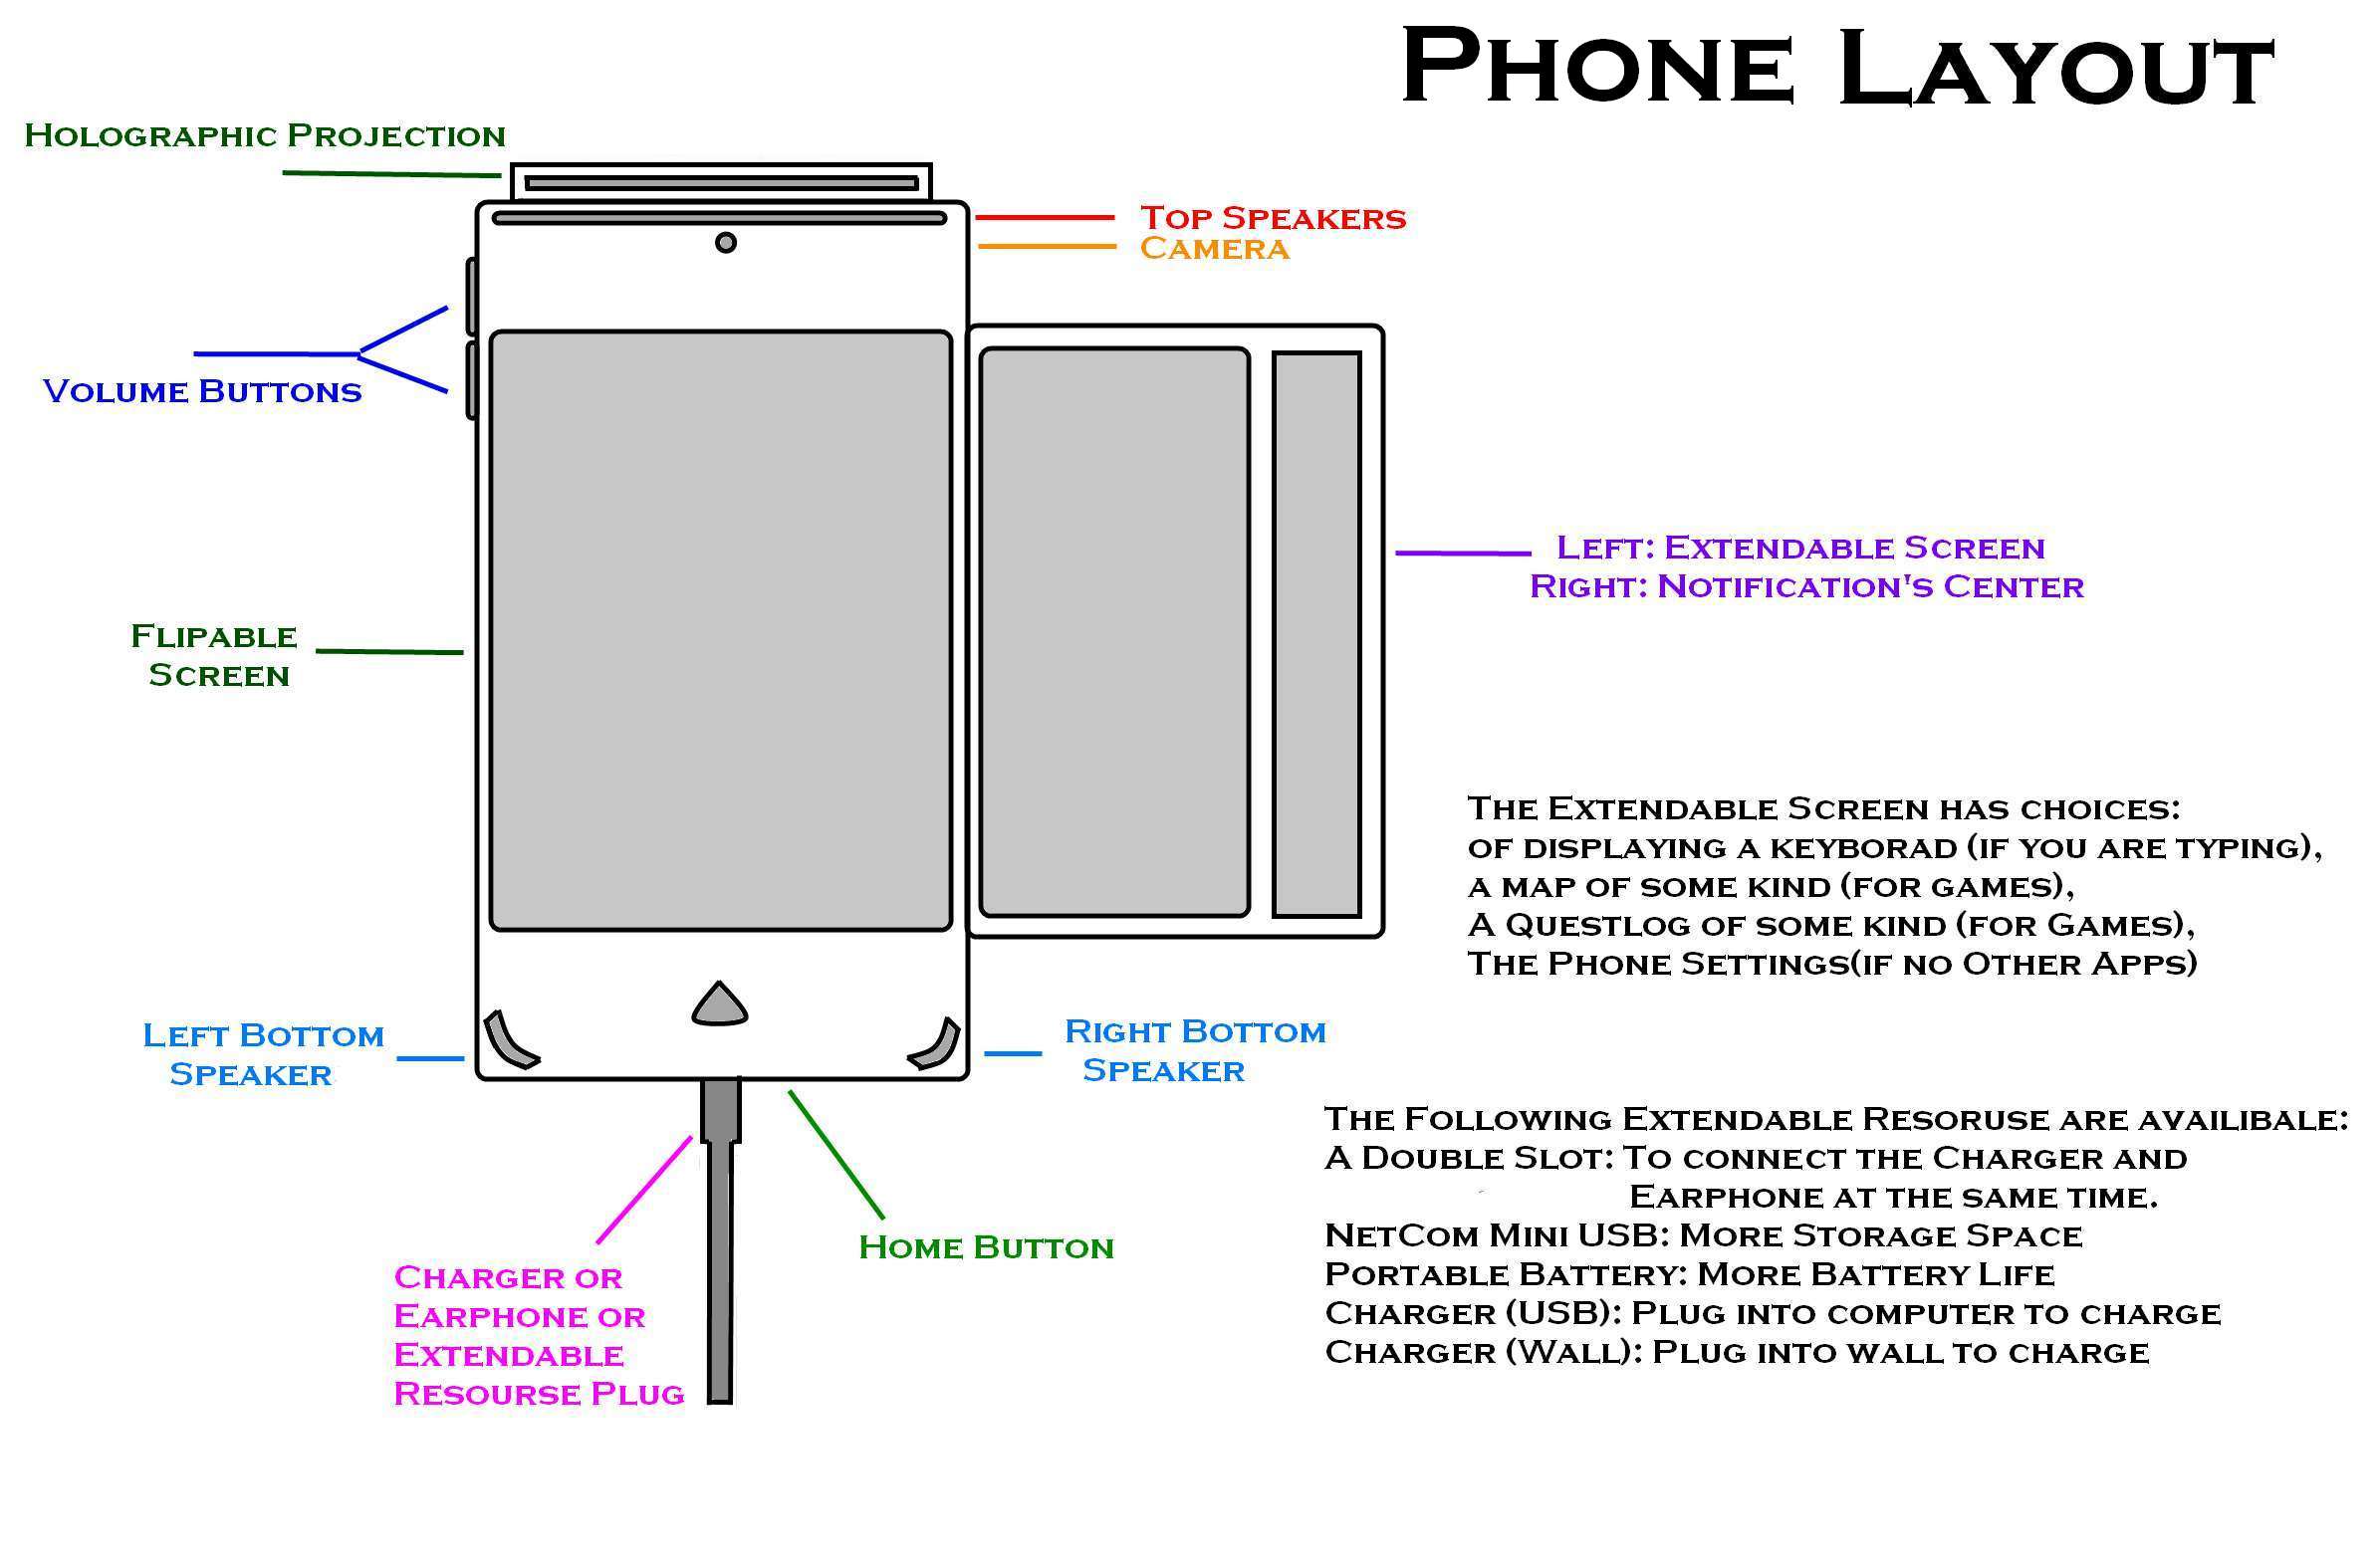 Phone Layout
Holographic Projection
Top Speakers
Camera
Volume Buttons
Left: Extendable Screen
Right: Notification's Center
Flipable
Screen
The Extendable Screen has choices:
of displaying a keyborad (if you are typing),
a map of some kind (for games),
A Questlog of some kind (for Games),
The Phone Settings(if no Other Apps)
Left Bottom
Speaker
Right Bottom
Speaker
The Following Extendable Resoruse are availibale:
A Double Slot: To connect the Charger and
Earphone at the same time.
NetCom Mini USB: More Storage Space
Portable Battery: More Battery Life
Charger (USB): Plug into computer to charge
Charger (Wall): Plug into wall to charge
Home Button
Charger or
Earphone or
Extendable
Resourse Plug